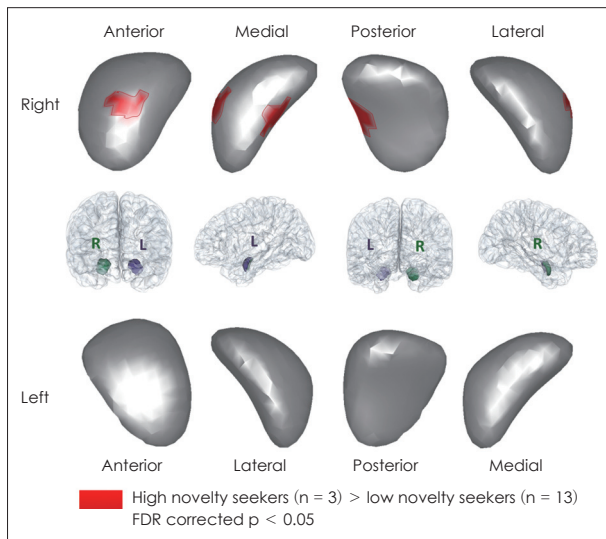 Anterior Medial Posterior Lateral
Right
R L L L R R
Left
Anterior Lateral Posterior Medial
High novelty seekers (n = 3) > low novelty seekers (n = 13)
FDR corrected p < 0.05